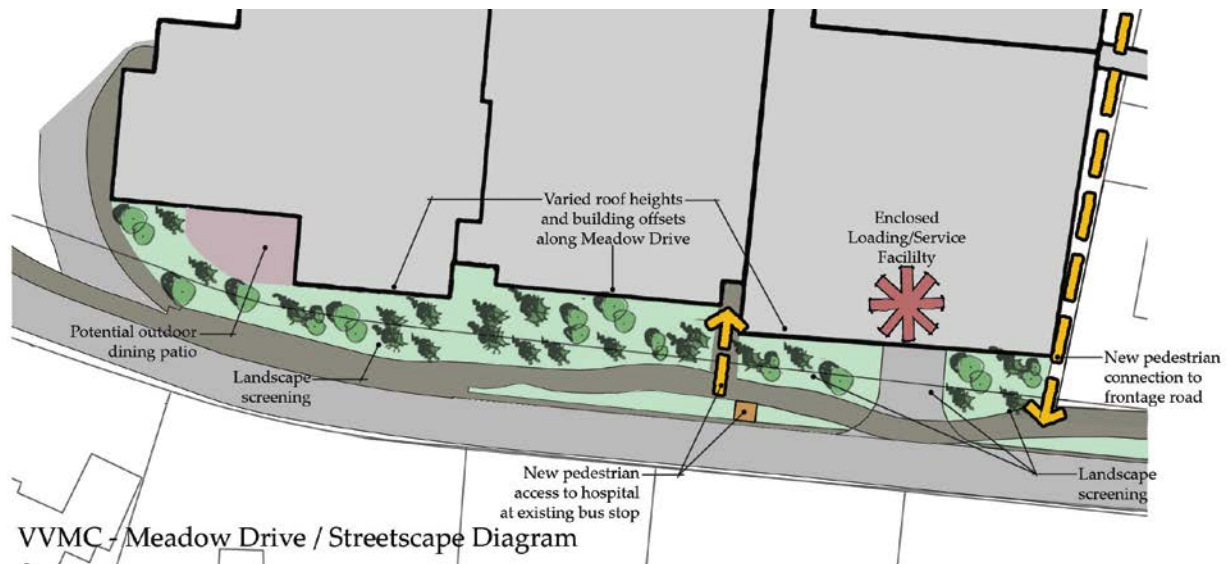 Varied roof heights
and building offsets
along Meadow Drive
Enclosed
Loading/Service
Facililty
Potential outdoor
dining patio
Landscape
screening
New pedestrian
connection to
frontage road
New pedestrian
access to hospital
at existing bus stop
Landscape
screening
VVMC - Meadow Drive / Streetscape Diagram